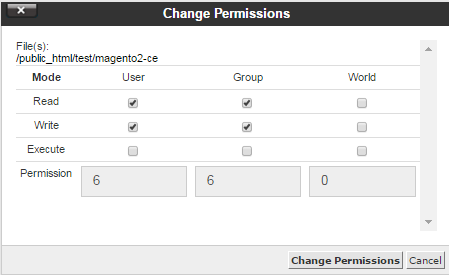 Change Permissions
File(s):
/public_html/test/magento2-ce
Mode User Group World
Read
Write
Execute
Permission 6 6 0
Change Permissions Cancel